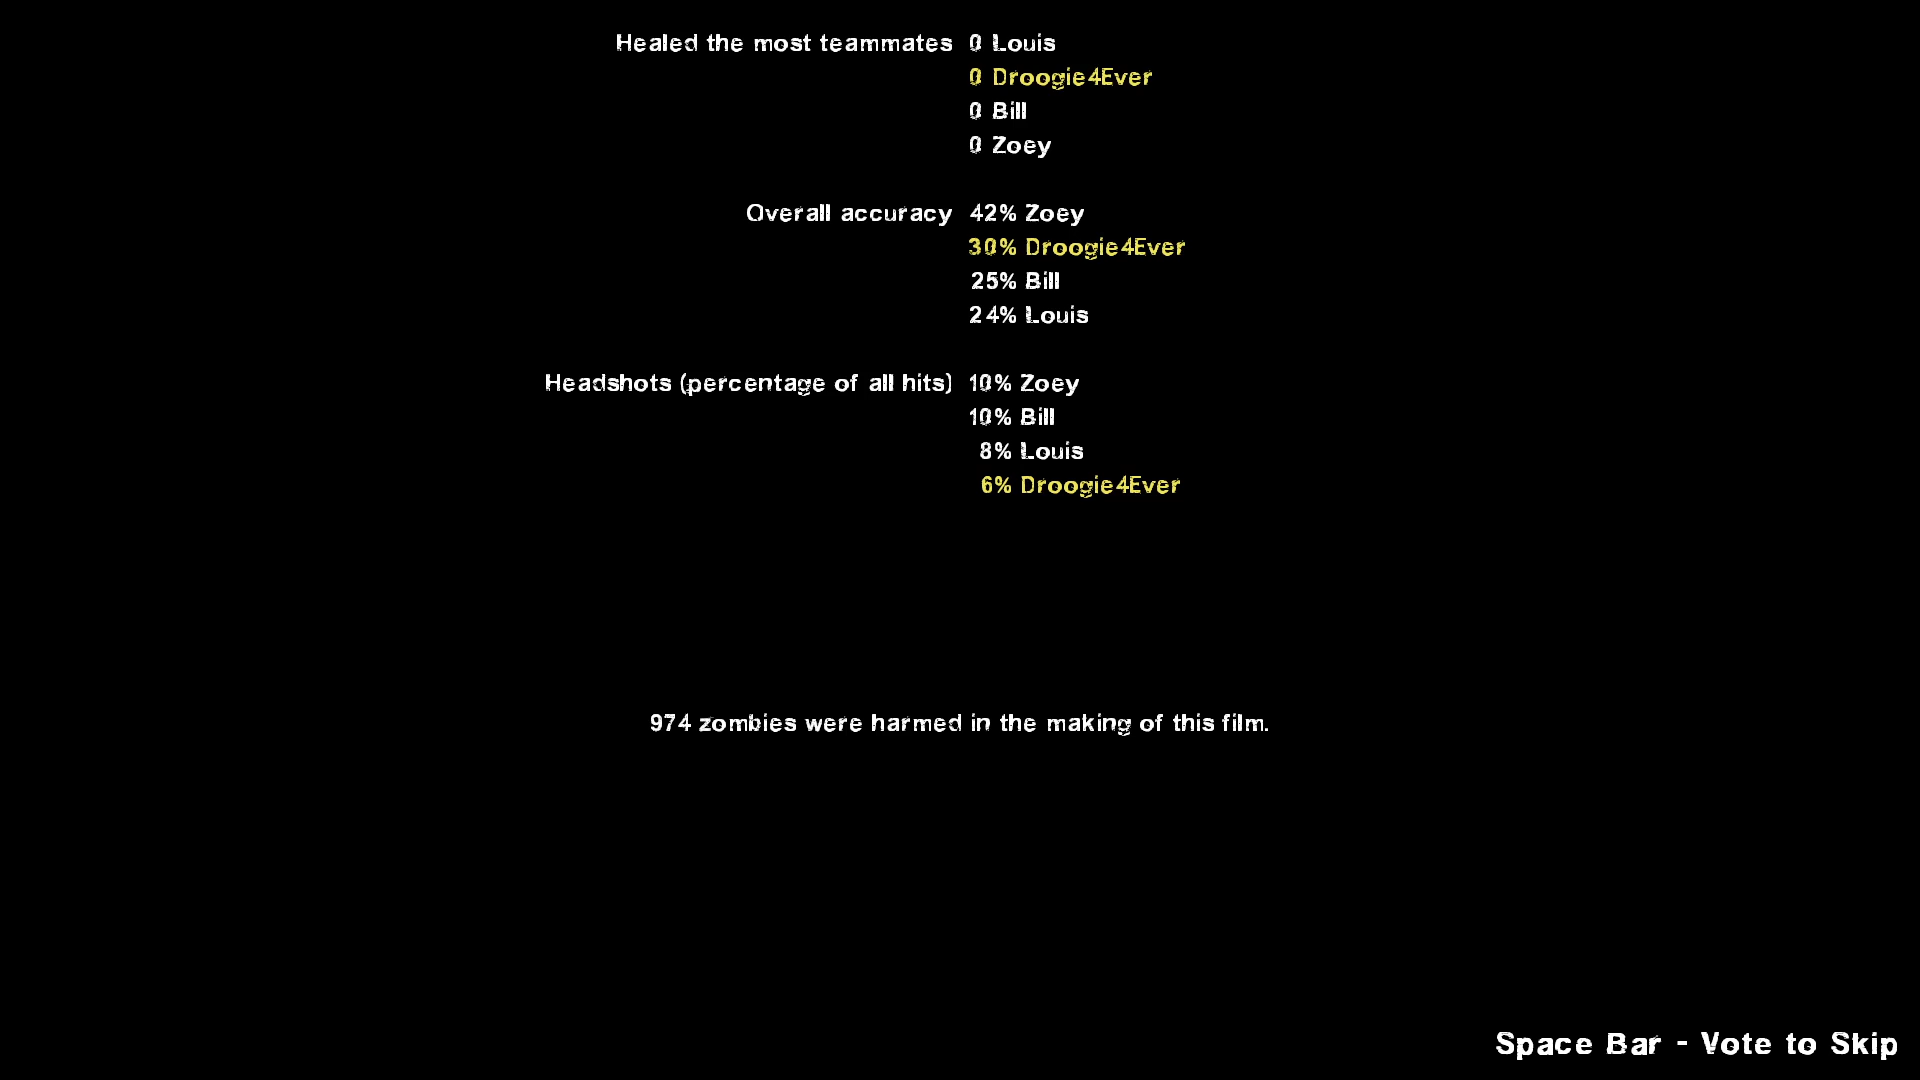 Healed the most teammates 0 Louis
0 Droogie4Ever
0 Bill
0 Zoey
Overall accuracy 42% Zoey
30% Droogie4Ever
25% Bill
24% Louis
Headshots (percentage of all hits) 10% Zoey
10% Bill
8% Louis
6% Droogie4Ever
974 zombies were harmed in the making of this film.
Space Bar - Vote to Skip